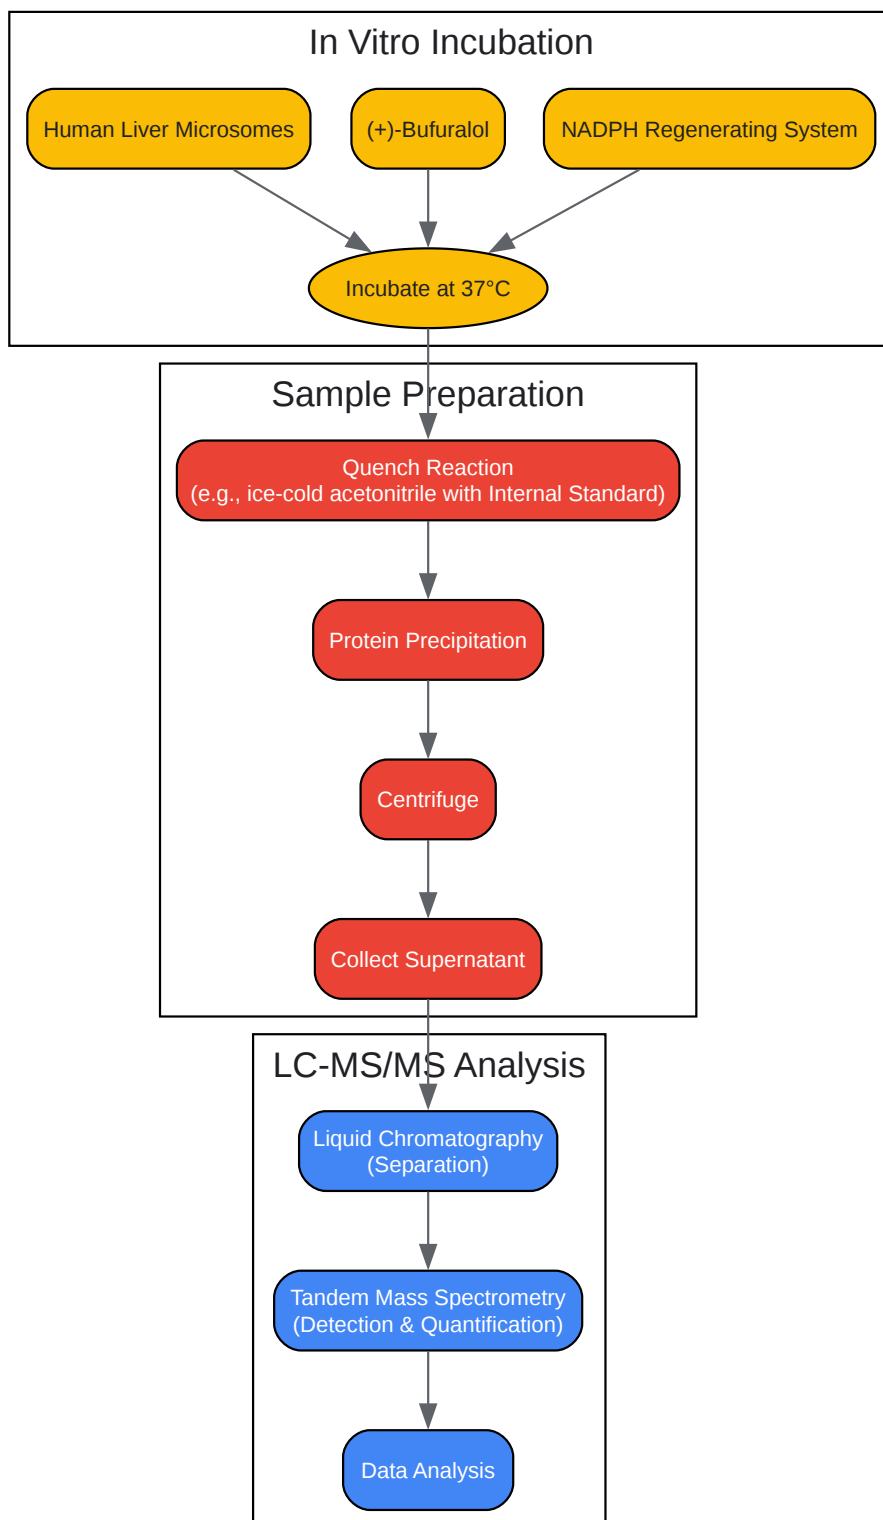 In Vitro Incubation
Human Liver Microsomes
(+)-Bufuralol
NADPH Regenerating System
Incubate at 37°C
Sample Preparation
Quench Reaction
(e.g., ice-cold acetonitrile with Internal Standard)
Protein Precipitation
Centrifuge
Collect Supernatant
LC-MS/MS Analysis
Liquid Chromatography
(Separation)
Tandem Mass Spectrometry
(Detection & Quantification)
Data Analysis